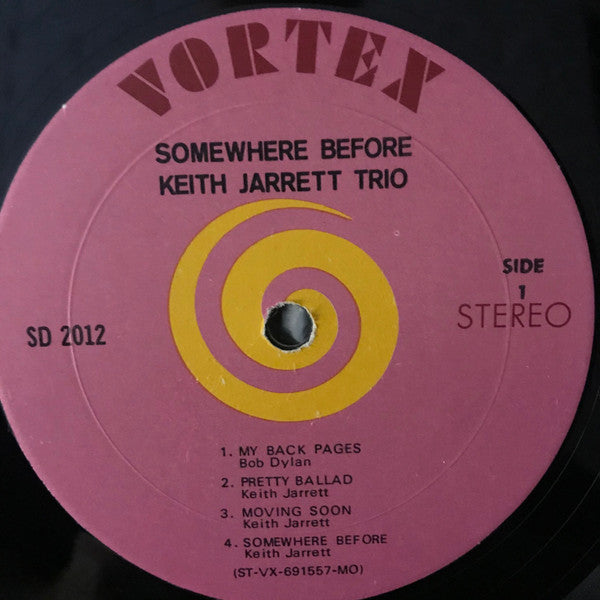 VORTEX
SOMEWHERE BEFORE
KEITH JARRETT TRIO
SIDE
1
STEREO
SD 2012
1. MY BACK PAGES
Bob Dylan
2. PRETTY BALLAD
Keith Jarrett
3. MOVING SOON
Keith Jarrett
4. SOMEWHERE BEFORE
Keith Jarrett
(ST-VX-691557-MO)